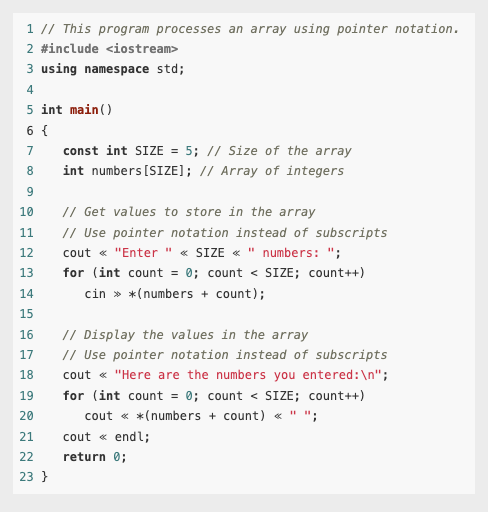 1 // This program processes an array using pointer notation.
2 #include <iostream>
3 using namespace std;
4
5 int main()
6 {
7    const int SIZE = 5; // Size of the array
8    int numbers[SIZE]; // Array of integers
9
10    // Get values to store in the array
11    // Use pointer notation instead of subscripts
12    cout « "Enter " « SIZE « " numbers: ";
13    for (int count = 0; count < SIZE; count++)
14       cin » *(numbers + count);
15
16    // Display the values in the array
17    // Use pointer notation instead of subscripts
18    cout « "Here are the numbers you entered:\n";
19    for (int count = 0; count < SIZE; count++)
20       cout « *(numbers + count) « " ";
21    cout « endl;
22    return 0;
23 }